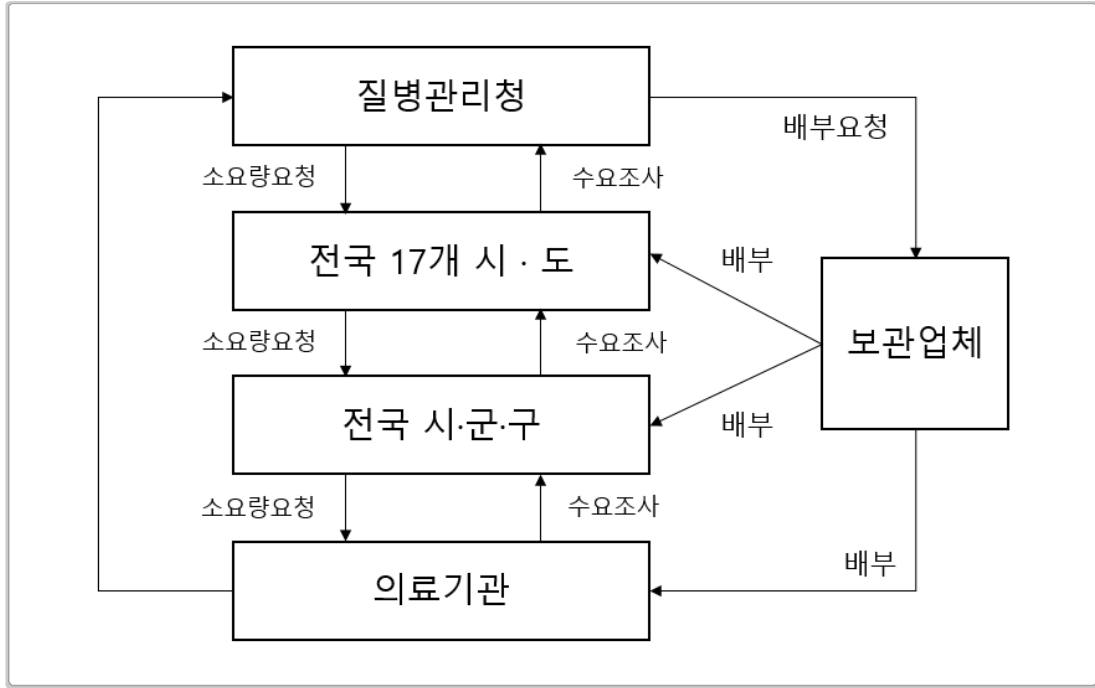 질병관리청
배부요청
소요량요청
수요조사
전국 17개 시 · 도
배부
소요량요청
수요조사
보관업체
전국 시·군·구
배부
소요량요청
수요조사
의료기관
배부